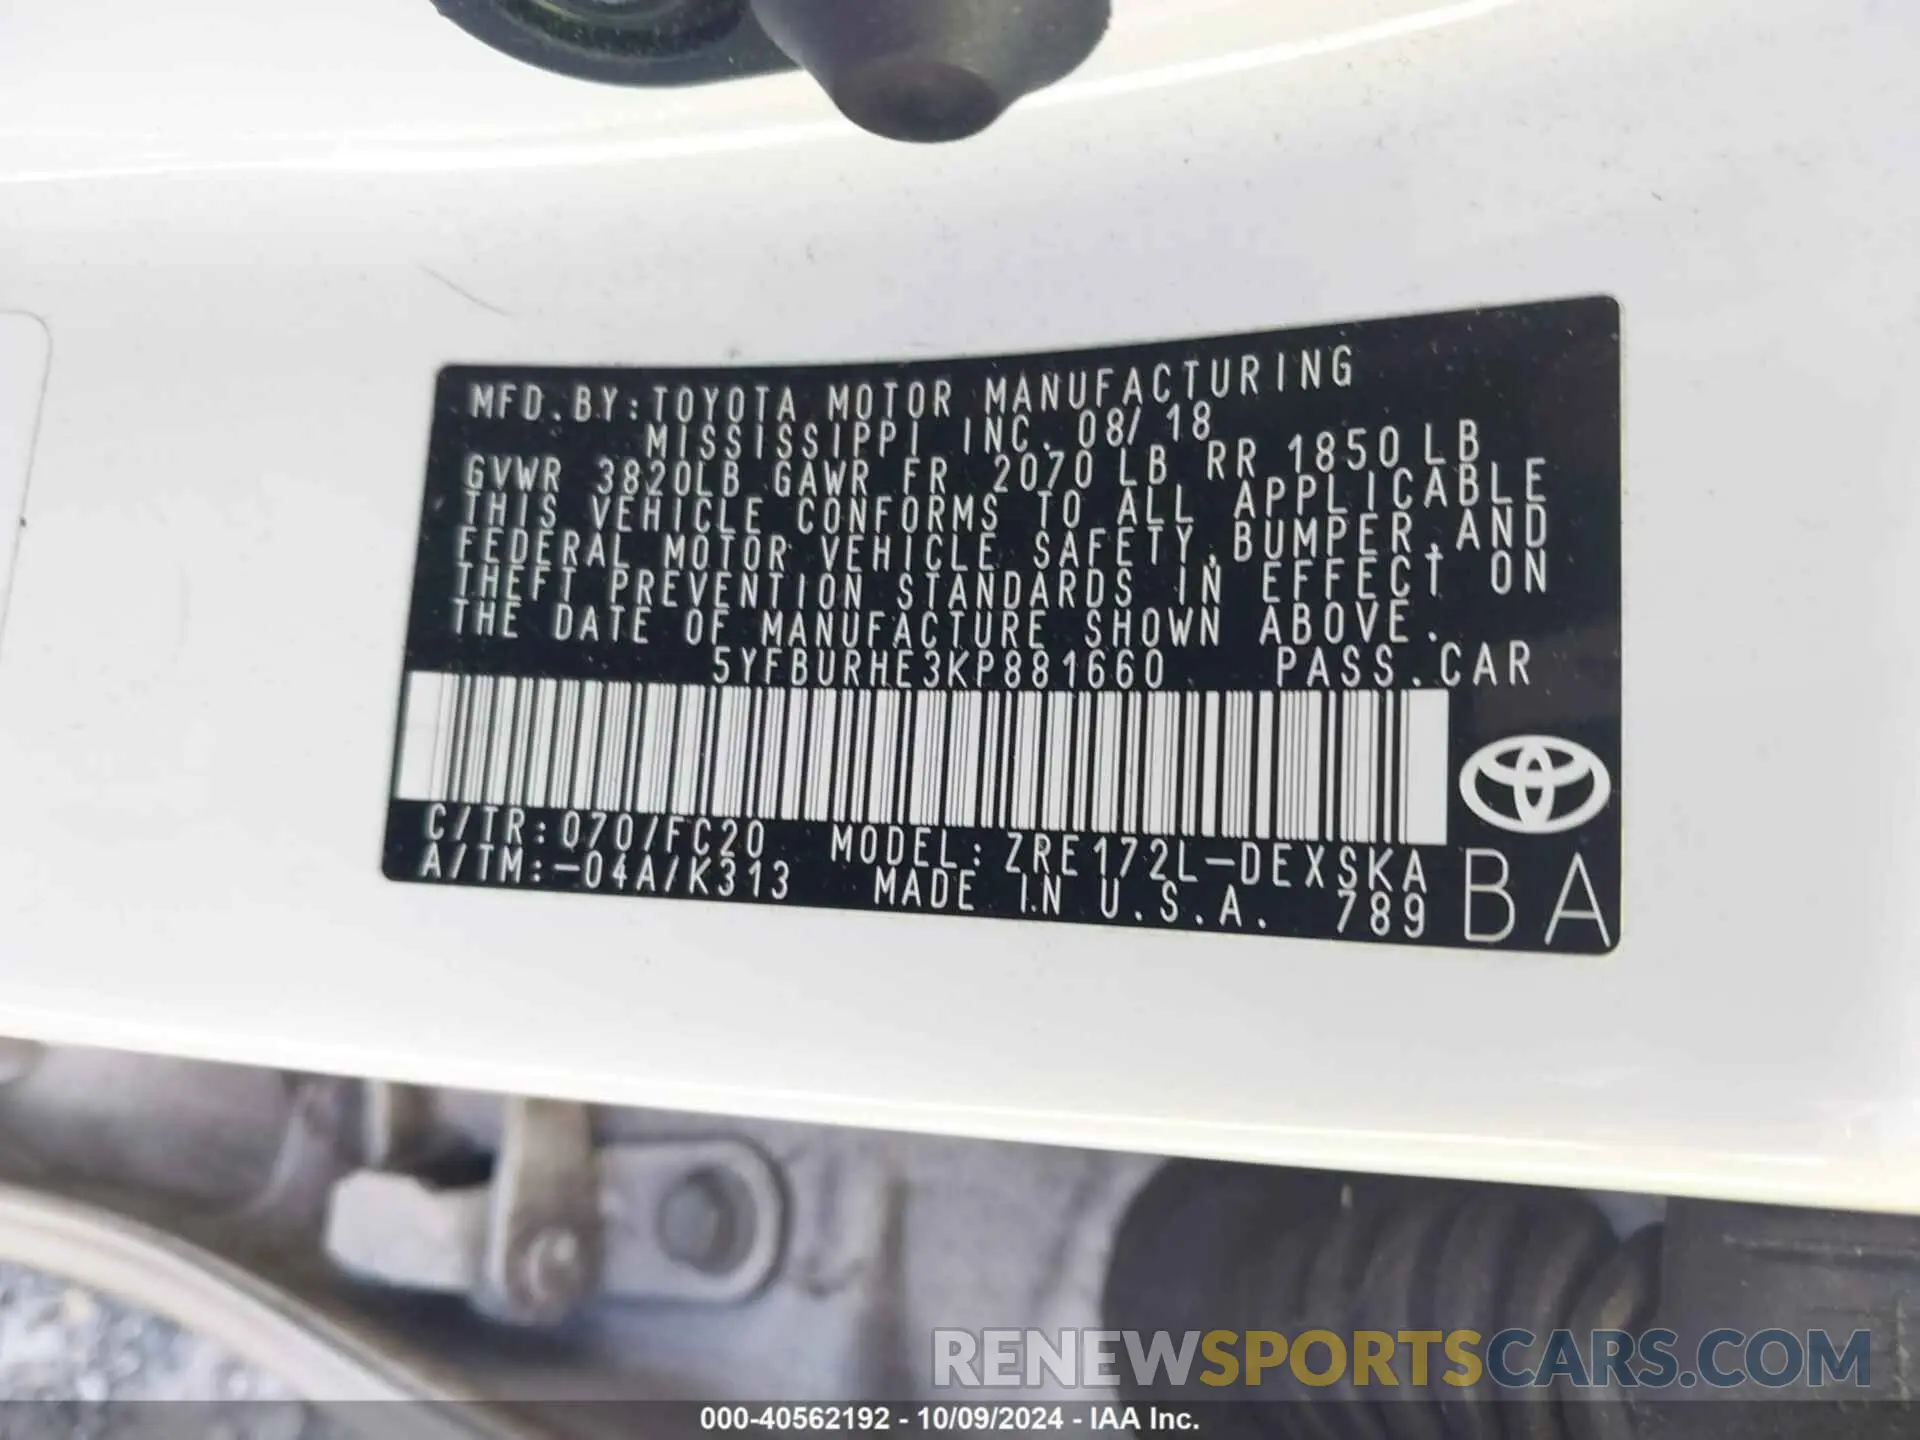 MFD.BY:TOYOTA MOTOR MANUFACTURING
MISSISSIPPI INC. 08/18
GVWR 3820LB GAWR FR 2070LB RR 1850LB
THIS VEHICLE CONFORMS TO ALL APPLICABLE
FEDERAL MOTOR VEHICLE SAFETY,BUMPER,AND
THEFT PREVENTION STANDARDS IN EFFECT ON
THE DATE OF MANUFACTURE SHOWN ABOVE.
5YFBURHE3KP881660 PASS.CAR
C/TR:070/FC20 MODEL:ZRE172L-DEXSKA
A/TM:-04A/K313 MADE IN U.S.A. 789
BA
RENEWSPORTSCARS.COM
000-40562192 - 10/09/2024 - IAA Inc.